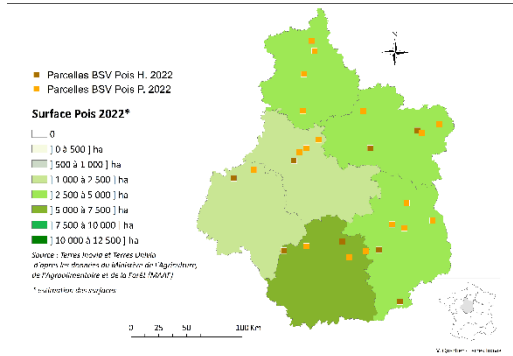 Parcelles BSV Pois H. 2022
Parcelles BSV Pois P. 2022
Surface Pois 2022*
0
] 0 à 500 ] ha
] 500 à 1 000 ] ha
] 1 000 à 2 500 ] ha
] 2 500 à 5 000 ] ha
] 5 000 à 7 500 ] ha
] 7 500 à 10 000 ] ha
] 10 000 à 12 500 ] ha
Source : Terres Inovia et Terres Univia
d'après les données du Ministère de l'Agriculture,
de l'Agroalimentaire et de la Forêt (MAAF)
* estimation des surfaces
0 50 100 Km
N